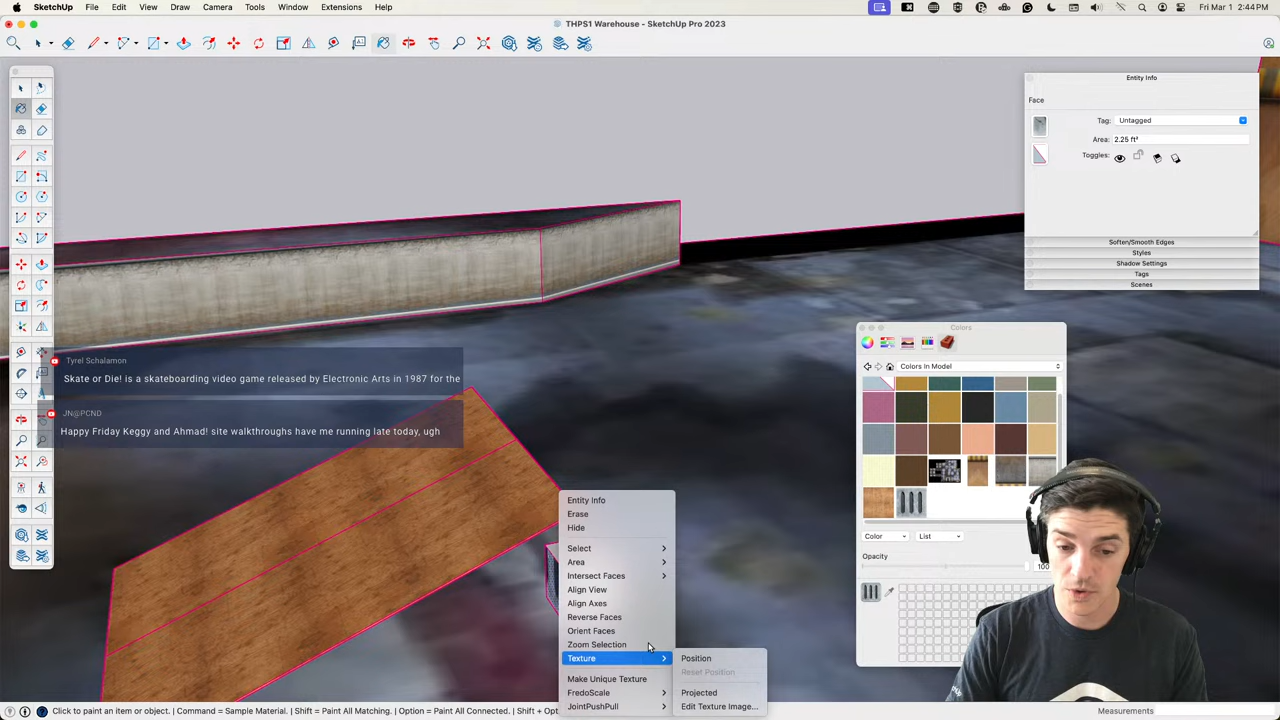 SketchUp File Edit View Draw Camera Tools Window Extensions Help Fri Mar 1 2:44PM
THPS1 Warehouse - SketchUp Pro 2023
Entity Info
Face
Tag: Untagged
Area: 2.25 ft²
Toggles:
Soften/Smooth Edges
Styles
Shadow Settings
Tags
Scenes
Colors
Colors In Model
Color List
Opacity
100
Tyrel Schalamon
Skate or Die! is a skateboarding video game released by Electronic Arts in 1987 for the
JN@PCND
Happy Friday Keggy and Ahmad! site walkthroughs have me running late today, ugh
Entity Info
Erase
Hide
Select
Area
Intersect Faces
Align View
Align Axes
Reverse Faces
Orient Faces
Zoom Selection
Texture
Make Unique Texture
FredoScale
JointPushPull
Position
Reset Position
Projected
Edit Texture Image...
Click to paint an item or object. | Command = Sample Material. | Shift = Paint All Matching. | Option = Paint All Connected. | Shift + Opt
Measurements